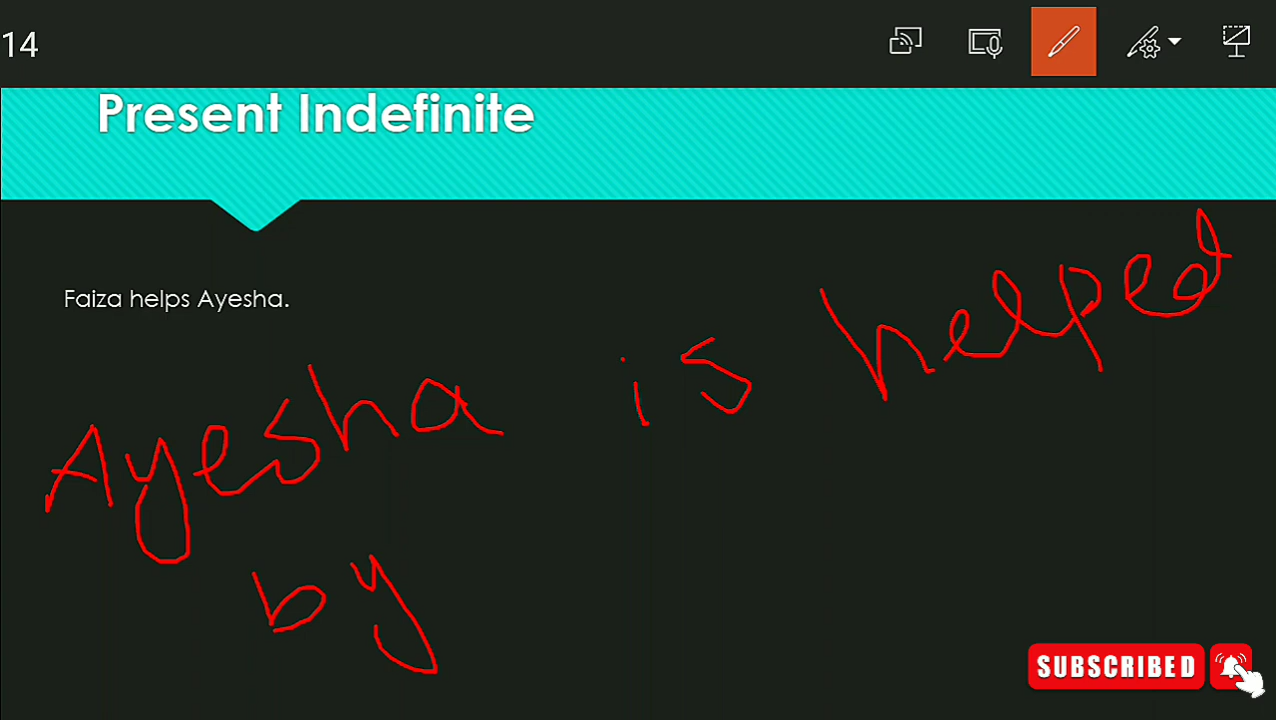 14
Present Indefinite
Faiza helps Ayesha.
Ayesha is helped
by
SUBSCRIBED